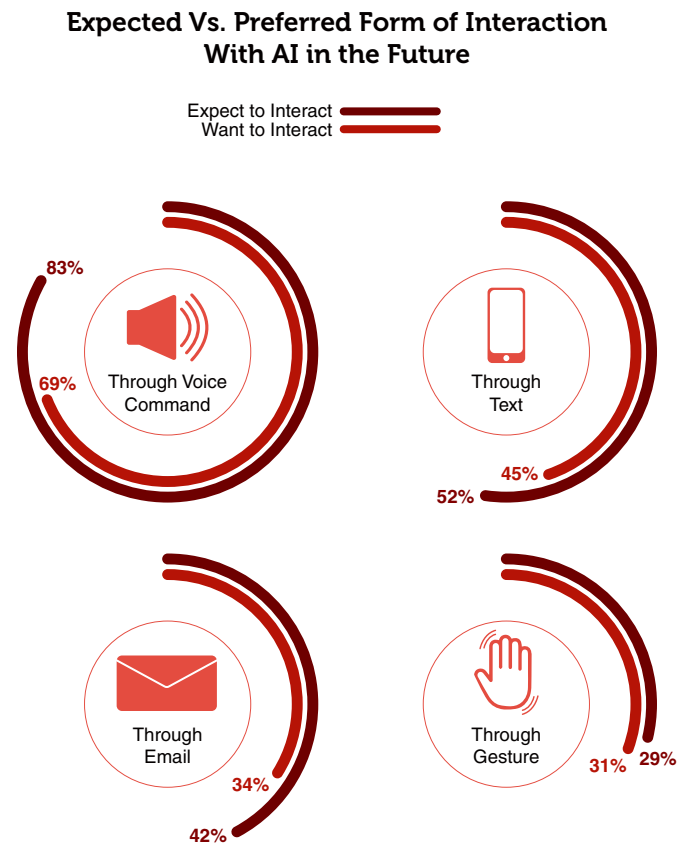 Expected Vs. Preferred Form of Interaction
With AI in the Future
Expect to Interact
Want to Interact
83%
69%
Through Voice
Command
Through
Text
45%
52%
Through
Email
34%
42%
Through
Gesture
31%
29%